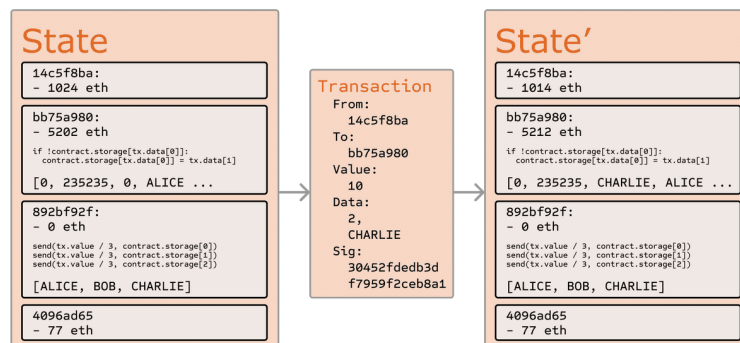 State
14c5f8ba:
- 1024 eth
bb75a980:
- 5202 eth
if !contract.storage[tx.data[0]]:
contract.storage[tx.data[0]] = tx.data[1]
[0, 235235, 0, ALICE ...
892bf92f:
- 0 eth
send(tx.value / 3, contract.storage[0])
send(tx.value / 3, contract.storage[1])
send(tx.value / 3, contract.storage[2])
[ALICE, BOB, CHARLIE]
4096ad65
- 77 eth
Transaction
From:
14c5f8ba
To:
bb75a980
Value:
10
Data:
2,
CHARLIE
Sig:
30452fdedb3d
f7959f2ceb8a1
State′
14c5f8ba:
- 1014 eth
bb75a980:
- 5212 eth
if !contract.storage[tx.data[0]]:
contract.storage[tx.data[0]] = tx.data[1]
[0, 235235, CHARLIE, ALICE ...
892bf92f:
- 0 eth
send(tx.value / 3, contract.storage[0])
send(tx.value / 3, contract.storage[1])
send(tx.value / 3, contract.storage[2])
[ALICE, BOB, CHARLIE]
4096ad65
- 77 eth